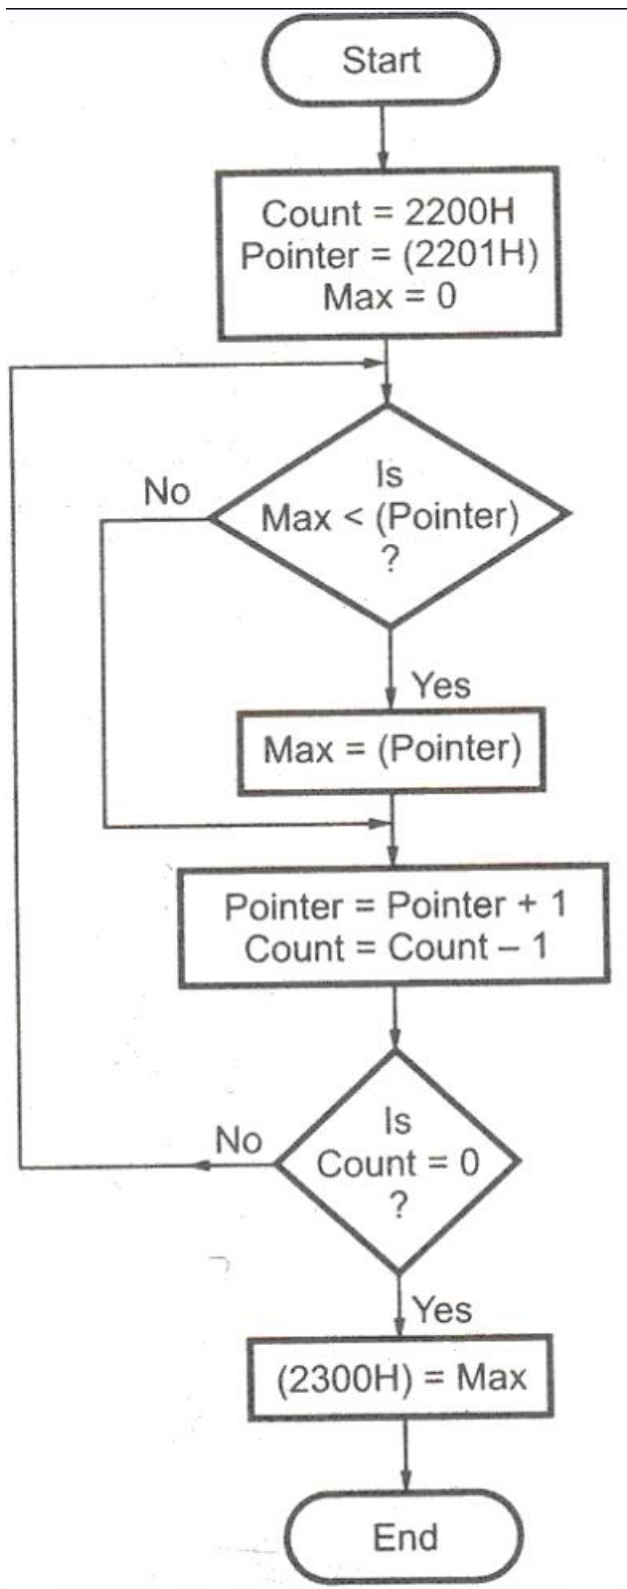 Start
Count = 2200H
Pointer = (2201H)
Max = 0
Is
Max < (Pointer)
?
No
Yes
Max = (Pointer)
Pointer = Pointer + 1
Count = Count – 1
Is
Count = 0
?
No
Yes
(2300H) = Max
End